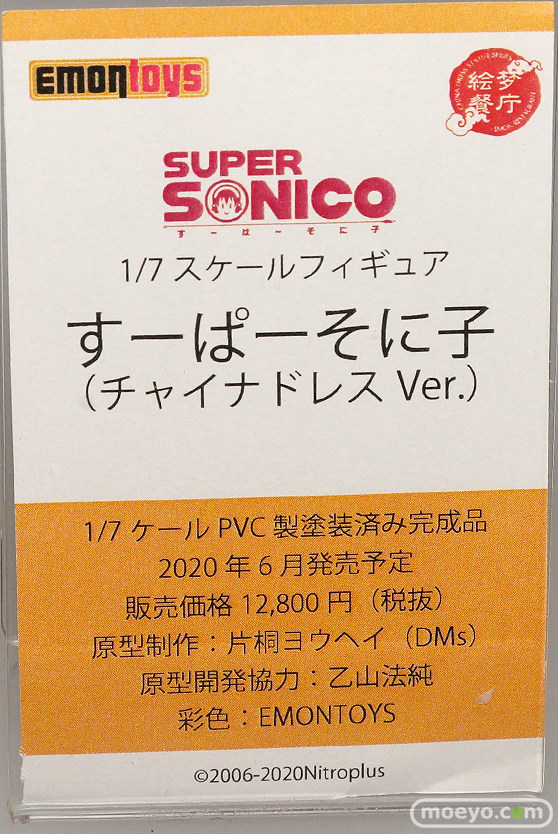 EMONTOYS
絵梦
餐庁
SUPER
SONICO
すーぱーそに子
1/7 スケールフィギュア
すーぱーそに子
（チャイナドレス Ver.）
1/7 ケール PVC 製塗装済み完成品
2020 年 6 月発売予定
販売価格 12,800 円（税抜）
原型制作：片桐ヨウヘイ（DMs）
原型開発協力：乙山法純
彩色：EMONTOYS
©2006-2020Nitroplus
moeyo.com